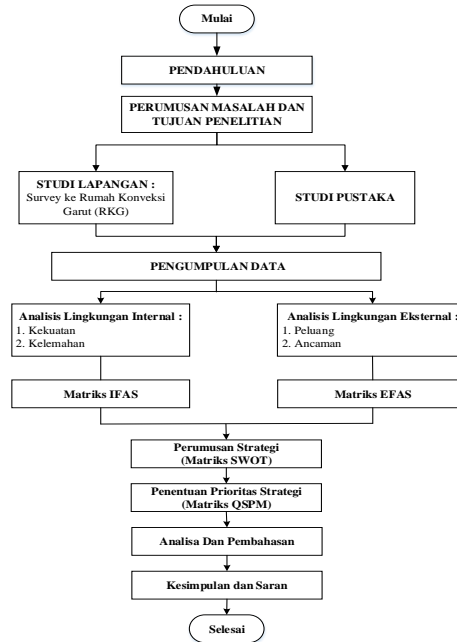 Mulai
PENDAHULUAN
PERUMUSAN MASALAH DAN
TUJUAN PENELITIAN
STUDI LAPANGAN :
Survey ke Rumah Konveksi
Garut (RKG)
STUDI PUSTAKA
PENGUMPULAN DATA
Analisis Lingkungan Internal :
1. Kekuatan
2. Kelemahan
Analisis Lingkungan Eksternal :
1. Peluang
2. Ancaman
Matriks IFAS
Matriks EFAS
Perumusan Strategi
(Matriks SWOT)
Penentuan Prioritas Strategi
(Matriks QSPM)
Analisa Dan Pembahasan
Kesimpulan dan Saran
Selesai